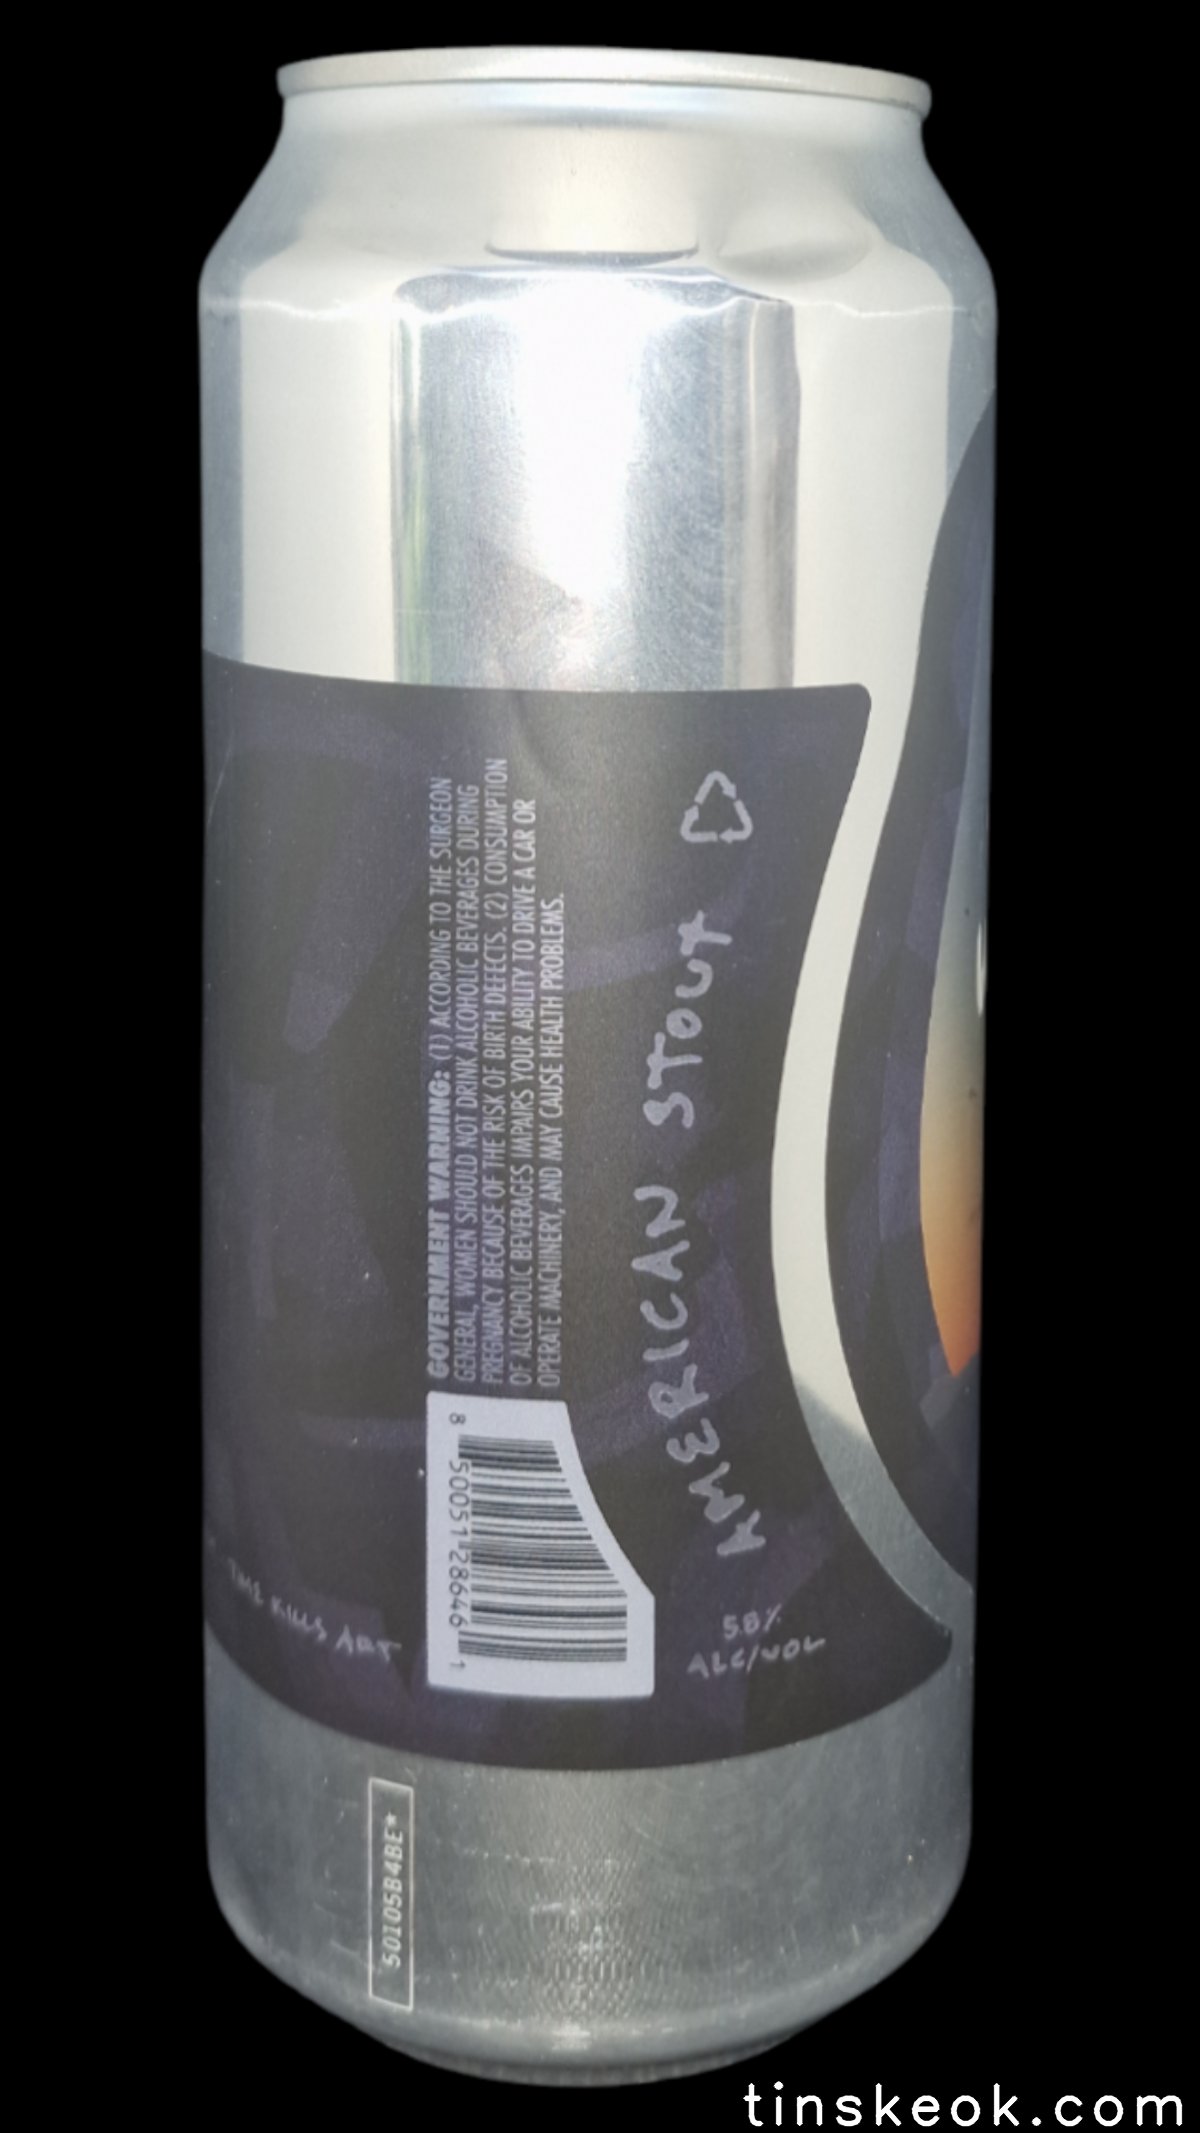 GOVERNMENT WARNING: (1) ACCORDING TO THE SURGEON
GENERAL, WOMEN SHOULD NOT DRINK ALCOHOLIC BEVERAGES DURING
PREGNANCY BECAUSE OF THE RISK OF BIRTH DEFECTS. (2) CONSUMPTION
OF ALCOHOLIC BEVERAGES IMPAIRS YOUR ABILITY TO DRIVE A CAR OR
OPERATE MACHINERY, AND MAY CAUSE HEALTH PROBLEMS.
8 50051 28646 1
AMERICAN STOUT
5.8%
ALC/VOL
KILLS ART
50105B4BE*
tinskeok.com